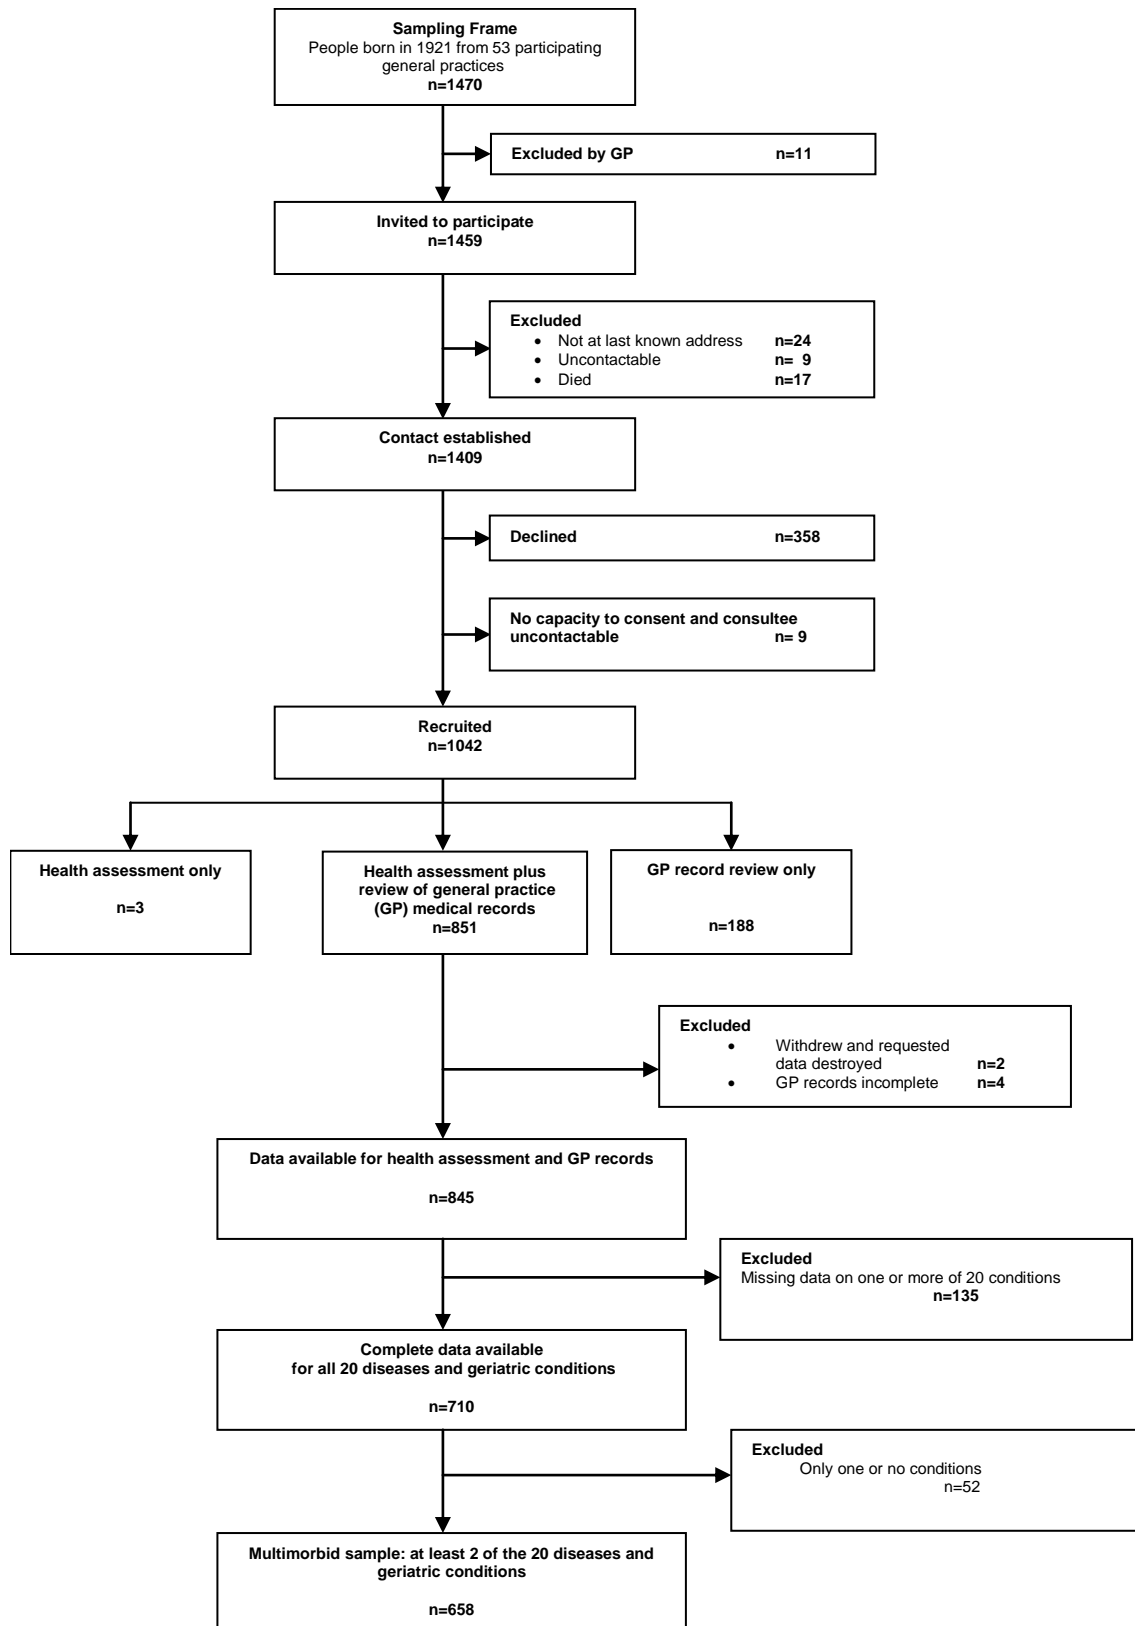 Sampling Frame
People born in 1921 from 53 participating
general practices
n=1470
Excluded by GP n=11
Invited to participate
n=1459
Excluded
• Not at last known address n=24
• Uncontactable n= 9
• Died n=17
Contact established
n=1409
Declined n=358
No capacity to consent and consultee
uncontactable n= 9
Recruited
n=1042
Health assessment only
n=3
Health assessment plus
review of general practice
(GP) medical records
n=851
GP record review only
n=188
Excluded
• Withdrew and requested
data destroyed n=2
• GP records incomplete n=4
Data available for health assessment and GP records
n=845
Excluded
Missing data on one or more of 20 conditions
n=135
Complete data available
for all 20 diseases and geriatric conditions
n=710
Excluded
Only one or no conditions
n=52
Multimorbid sample: at least 2 of the 20 diseases and
geriatric conditions
n=658